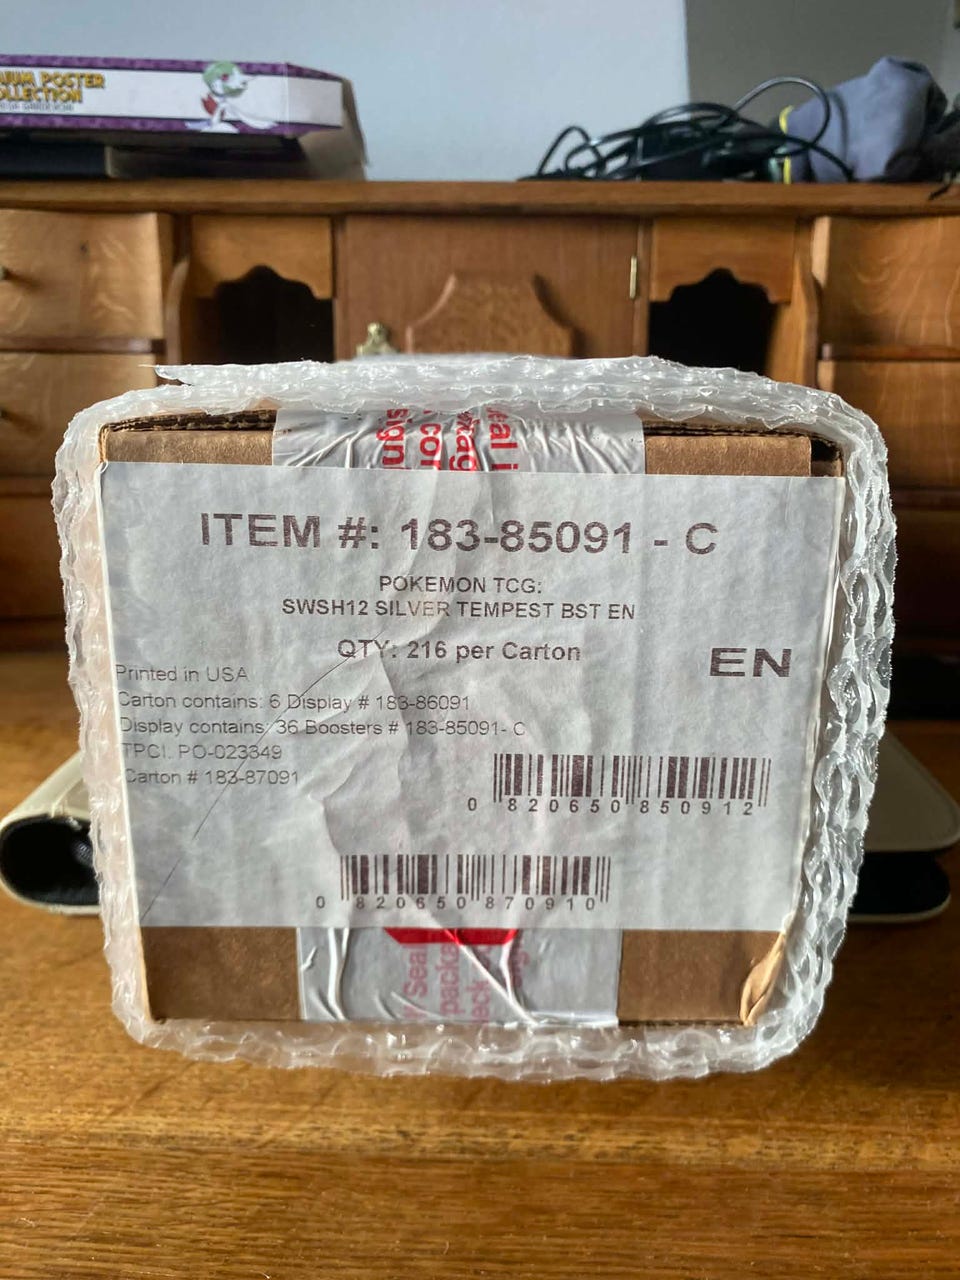 POSTER
COLLECTION
ITEM #: 183-85091 - C
POKEMON TCG:
SWSH12 SILVER TEMPEST BST EN
QTY: 216 per Carton
EN
Printed in USA
Carton contains: 6 Display # 183-86091
Display contains: 36 Boosters # 183-85091- C
TPCI. PO-023349
Carton # 183-87091
0 820650 850912
0 820650 870910